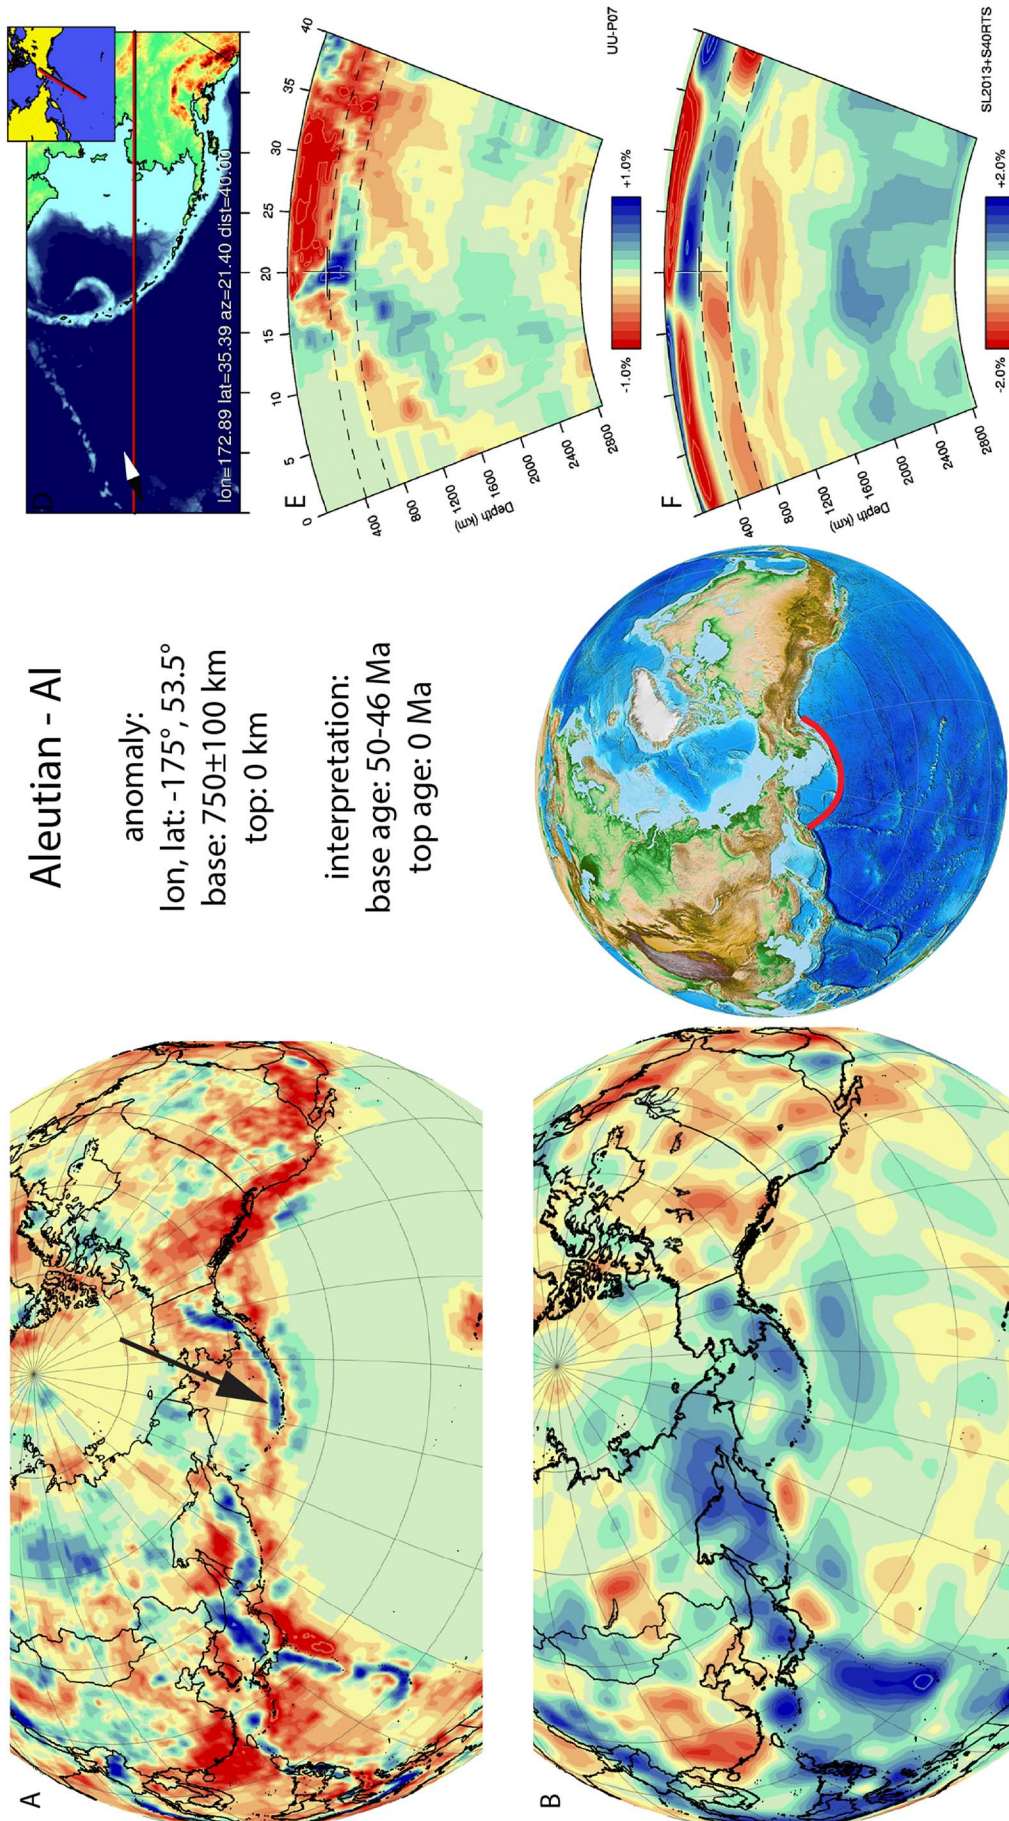 Aleutian - Al
anomaly:
lon, lat: -175°, 53.5°
base: 750±100 km
top: 0 km
interpretation:
base age: 50-46 Ma
top age: 0 Ma
A
B
D
lon=172.89 lat=35.39 az=21.40 dist=40.00
E
0
5
10
15
20
25
30
35
40
400
800
1200
1600
2000
2400
2800
Depth (km)
-1.0%
+1.0%
UU-P07
F
400
800
1200
1600
2000
2400
2800
Depth (km)
-2.0%
+2.0%
SL2013+S40RTS